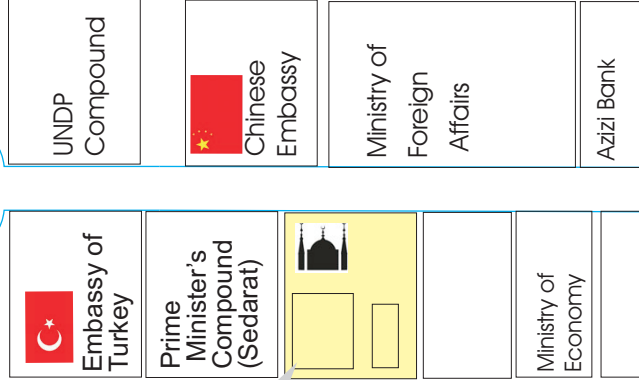 UNDP
Compound
Chinese
Embassy
Ministry of
Foreign
Affairs
Azizi Bank
Embassy of
Turkey
Prime
Minister's
Compound
(Sedarat)
Ministry of
Economy